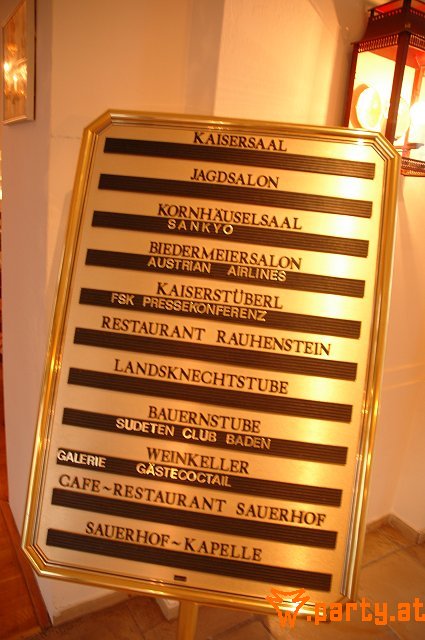 KAISERSAAL
JAGDSALON
KORNHÄUSELSAAL
SANKYO
BIEDERMEIERSALON
AUSTRIAN AIRLINES
KAISERSTÜBERL
FSK PRESSEKONFERENZ
RESTAURANT RAUHENSTEIN
LANDSKNECHTSTUBE
BAUERNSTUBE
SUDETEN CLUB BADEN
WEINKELLER
GALERIE GÄSTECOCTAIL
CAFE~RESTAURANT SAUERHOF
SAUERHOF~KAPELLE
party.at